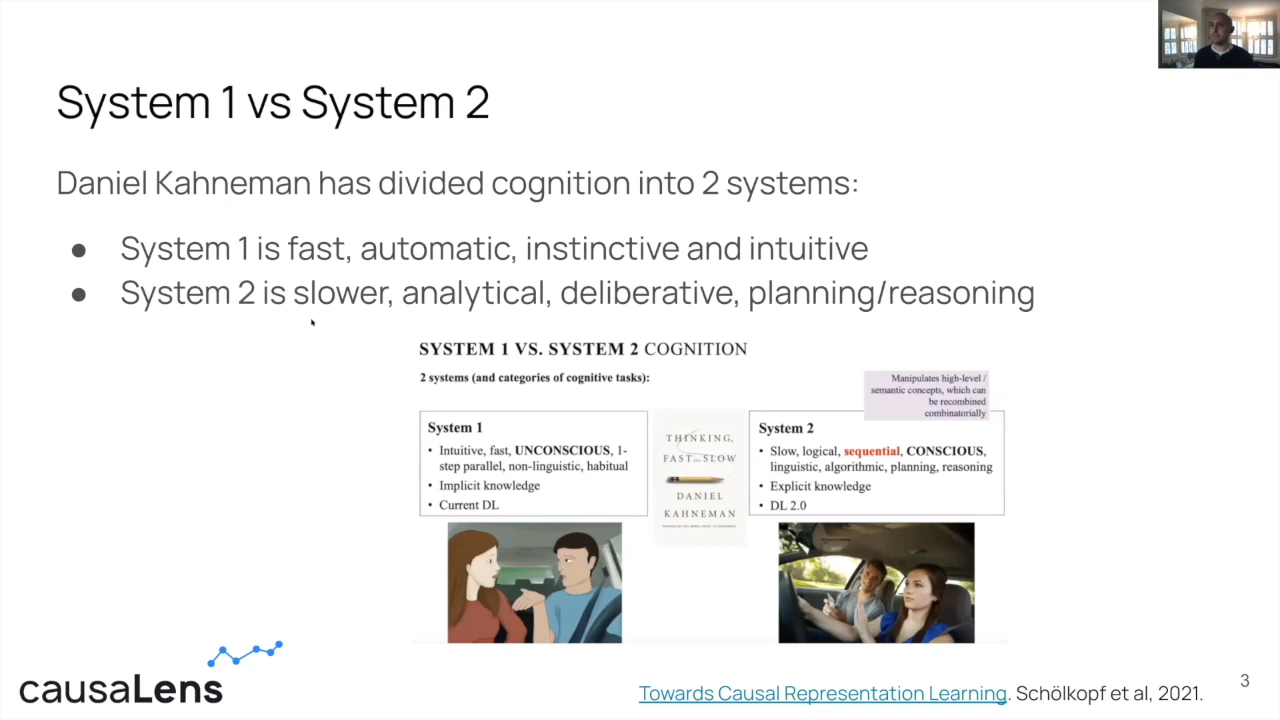 System 1 vs System 2
Daniel Kahneman has divided cognition into 2 systems:
● System 1 is fast, automatic, instinctive and intuitive
● System 2 is slower, analytical, deliberative, planning/reasoning
SYSTEM 1 VS. SYSTEM 2 COGNITION
2 systems (and categories of cognitive tasks):
Manipulates high-level /
semantic concepts, which can
be recombined
combinatorially
System 1
• Intuitive, fast, UNCONSCIOUS, 1-
step parallel, non-linguistic, habitual
• Implicit knowledge
• Current DL
THINKING,
FAST AND SLOW
DANIEL
KAHNEMAN
System 2
• Slow, logical, sequential, CONSCIOUS,
linguistic, algorithmic, planning, reasoning
• Explicit knowledge
• DL 2.0
causaLens
Towards Causal Representation Learning. Schölkopf et al, 2021.
3